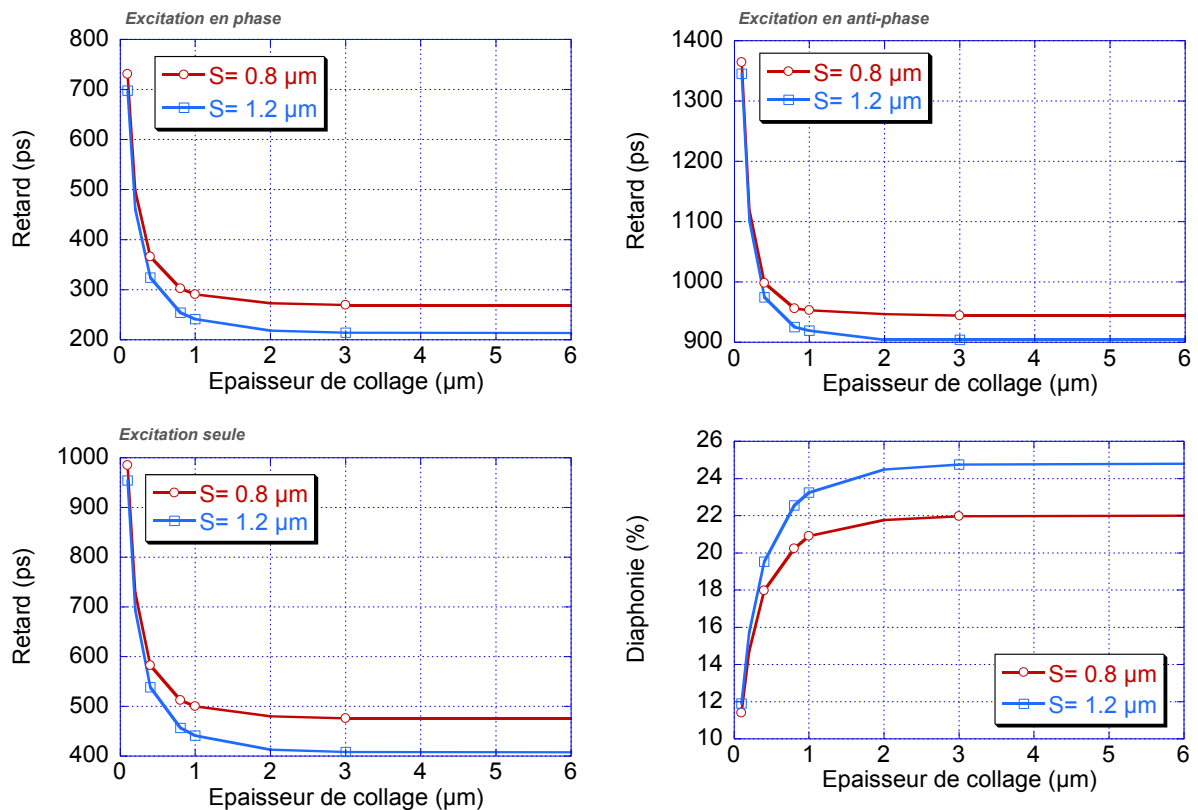 Excitation en phase
800
700
600
500
400
300
200
Retard (ps)
S= 0.8 µm
S= 1.2 µm
0 1 2 3 4 5 6
Epaisseur de collage (µm)
Excitation en anti-phase
1400
1300
1200
1100
1000
900
Retard (ps)
S= 0.8 µm
S= 1.2 µm
0 1 2 3 4 5 6
Epaisseur de collage (µm)
Excitation seule
1000
900
800
700
600
500
400
Retard (ps)
S= 0.8 µm
S= 1.2 µm
0 1 2 3 4 5 6
Epaisseur de collage (µm)
26
24
22
20
18
16
14
12
10
Diaphonie (%)
S= 0.8 µm
S= 1.2 µm
0 1 2 3 4 5 6
Epaisseur de collage (µm)